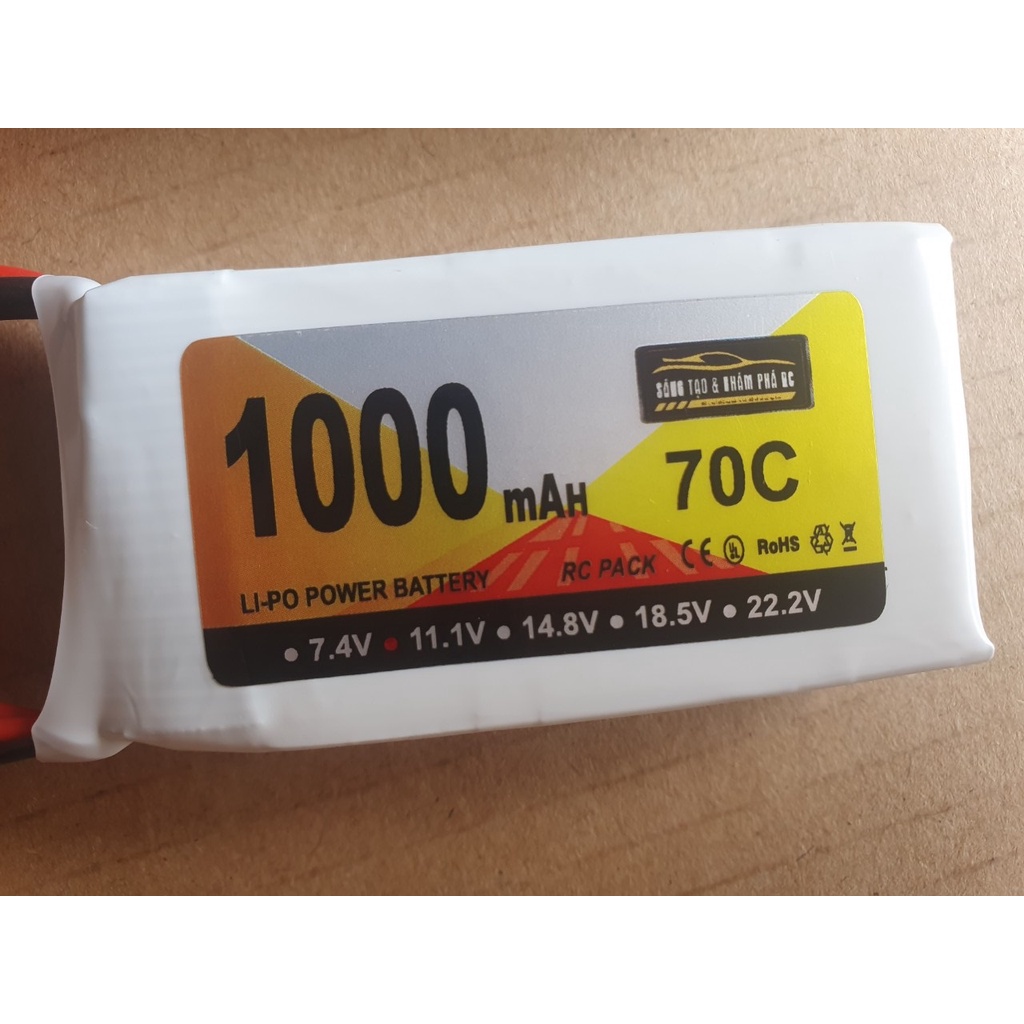 SÁNG TẠO & KHÁM PHÁ RC
1000 mAH
70C
LI-PO POWER BATTERY
RC PACK CE UL RoHS
7.4V 11.1V 14.8V 18.5V 22.2V